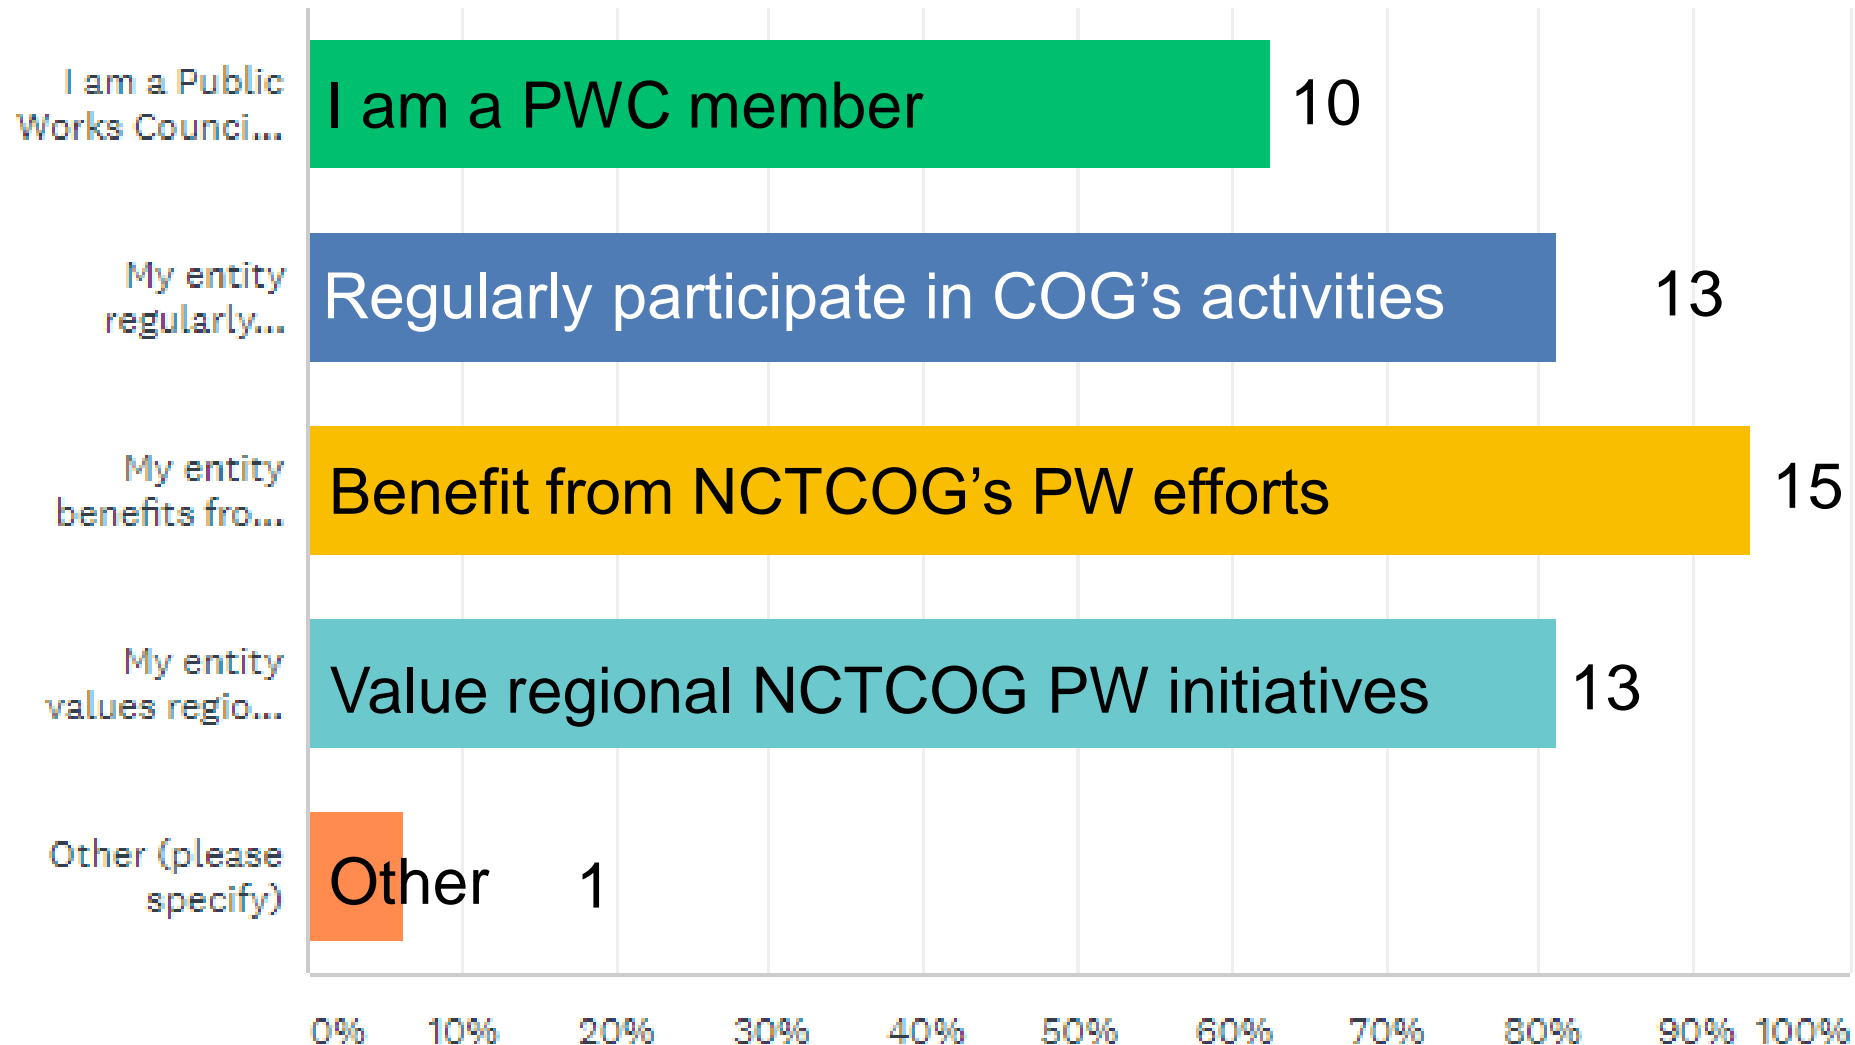 I am a Public
Works Counci...
I am a PWC member
10
My entity
regularly...
Regularly participate in COG’s activities
13
My entity
benefits fro...
Benefit from NCTCOG’s PW efforts
15
My entity
values regio...
Value regional NCTCOG PW initiatives
13
Other (please
specify)
Other
1
0% 10% 20% 30% 40% 50% 60% 70% 80% 90% 100%